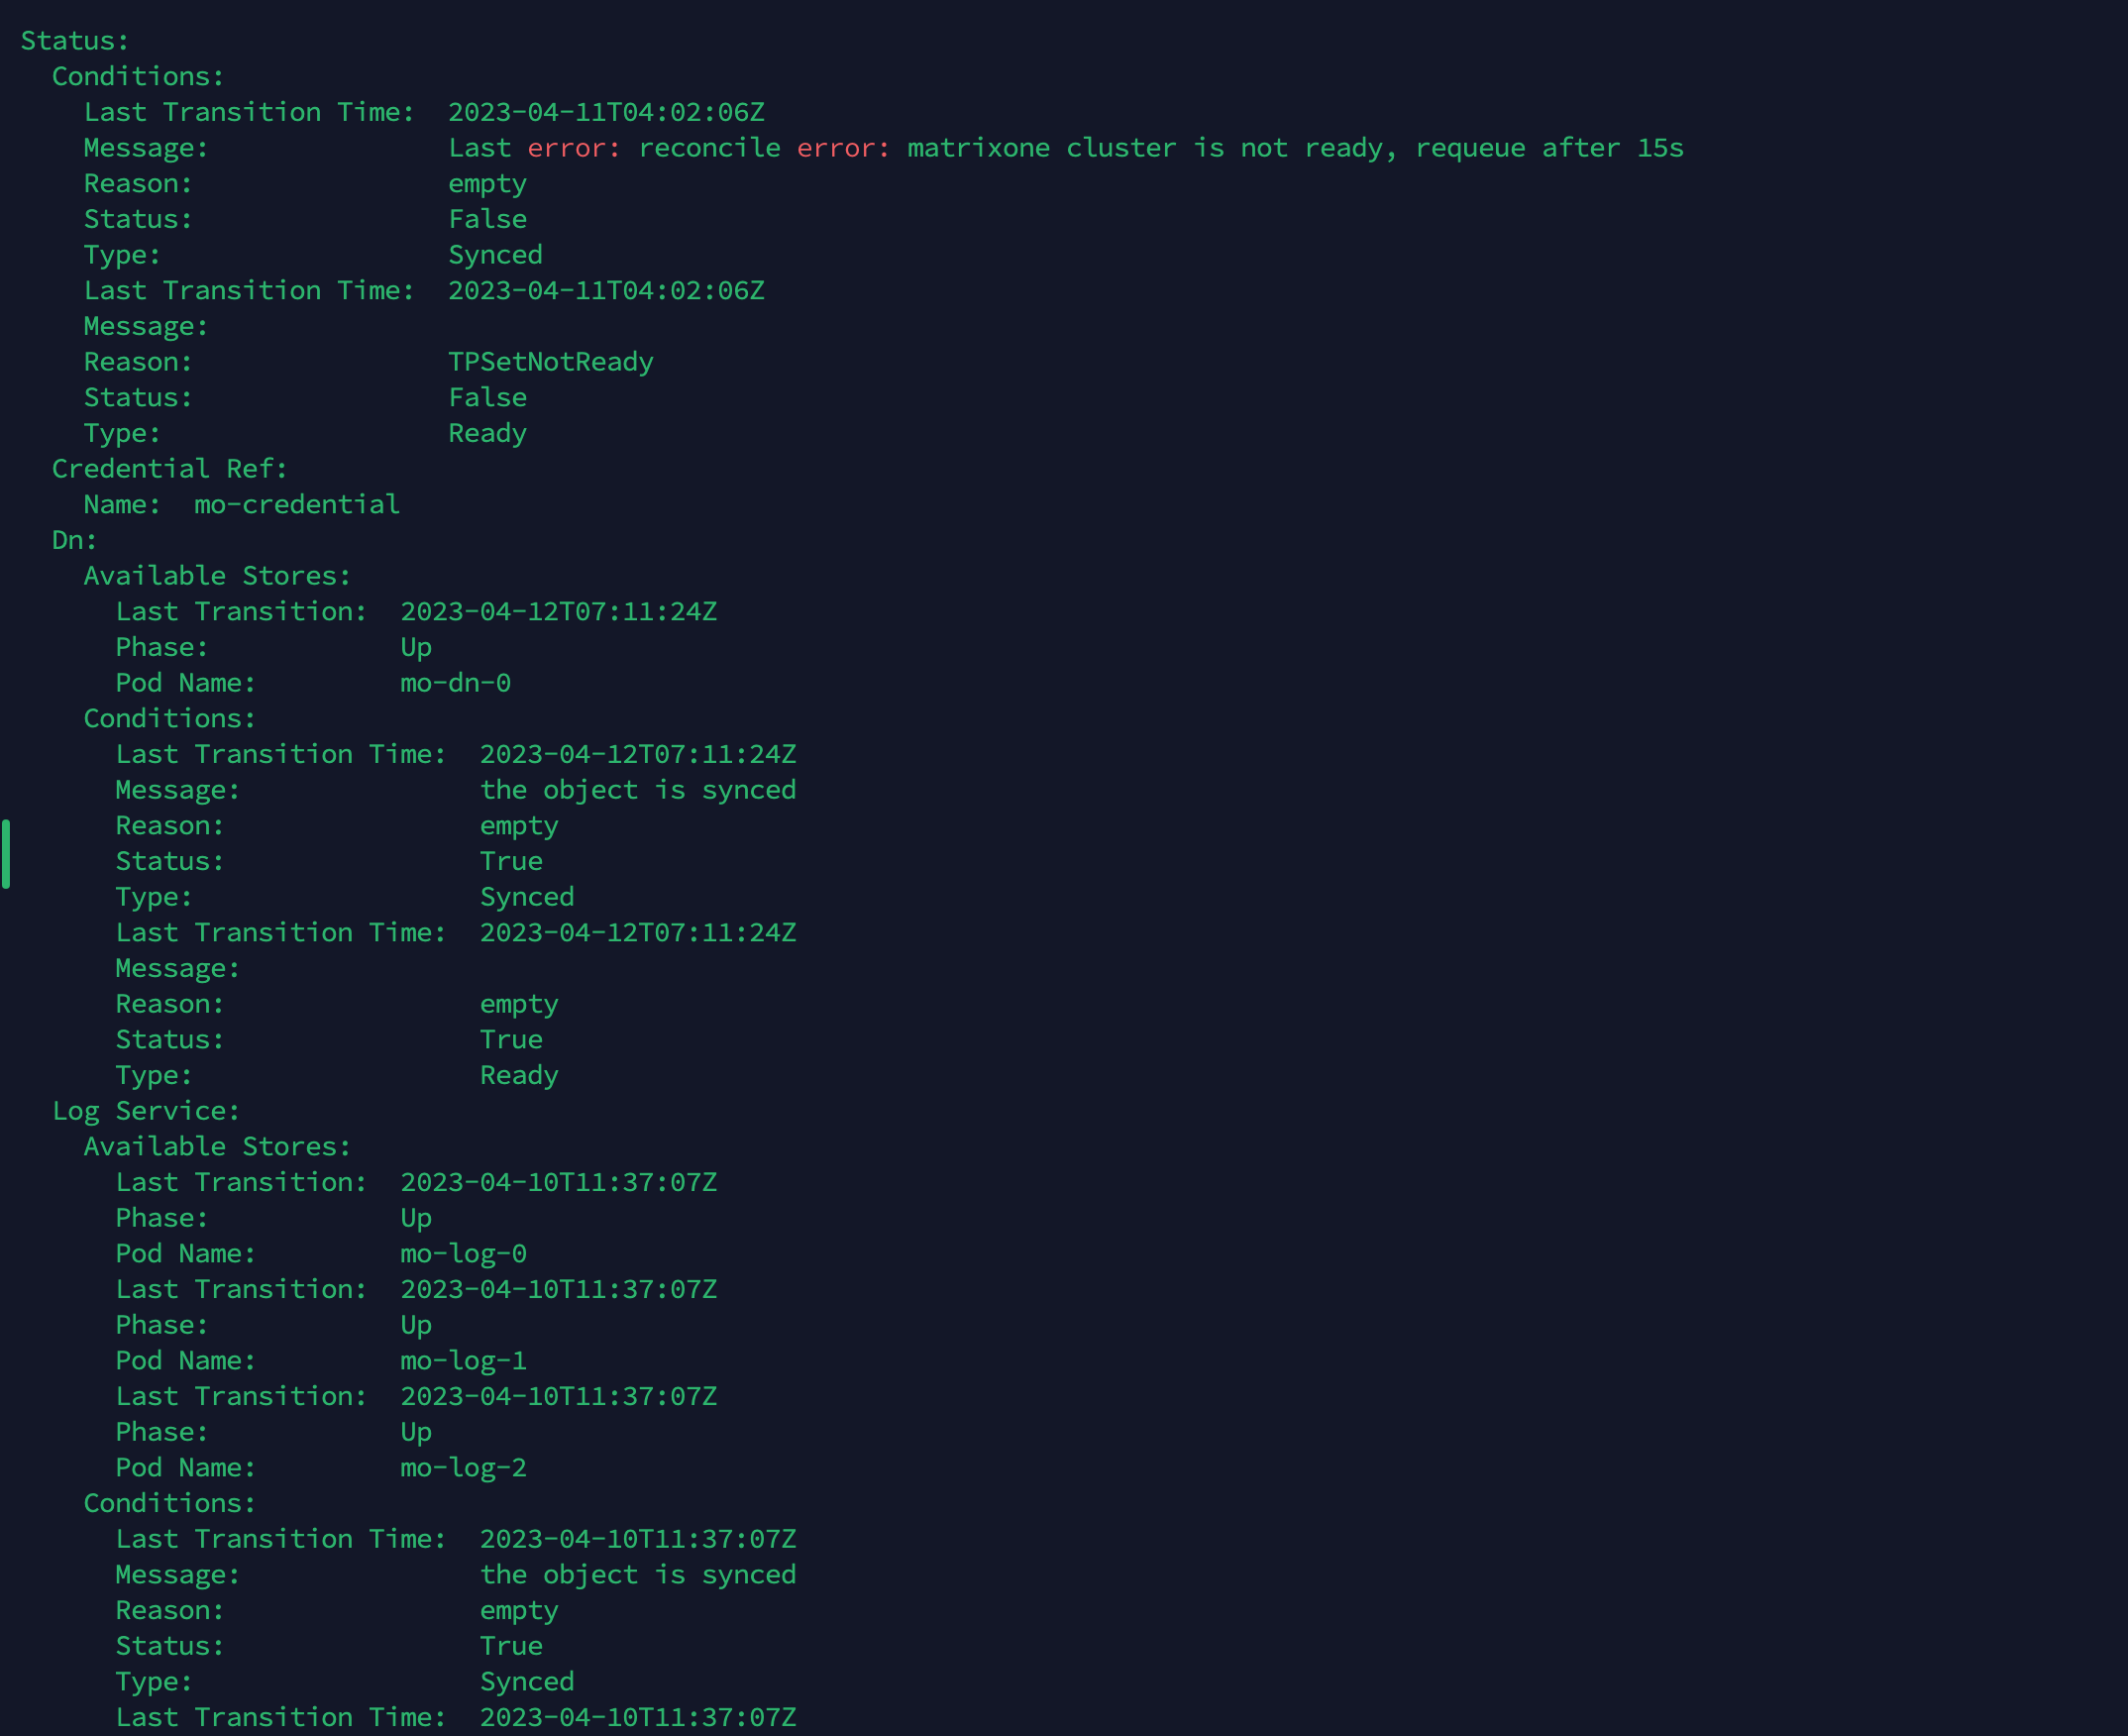 Status:
  Conditions:
    Last Transition Time:  2023-04-11T04:02:06Z
    Message:               Last error: reconcile error: matrixone cluster is not ready, requeue after 15s
    Reason:                empty
    Status:                False
    Type:                  Synced
    Last Transition Time:  2023-04-11T04:02:06Z
    Message:
    Reason:                TPSetNotReady
    Status:                False
    Type:                  Ready
  Credential Ref:
    Name:  mo-credential
  Dn:
    Available Stores:
      Last Transition:  2023-04-12T07:11:24Z
      Phase:            Up
      Pod Name:         mo-dn-0
    Conditions:
      Last Transition Time:  2023-04-12T07:11:24Z
      Message:               the object is synced
      Reason:                empty
      Status:                True
      Type:                  Synced
      Last Transition Time:  2023-04-12T07:11:24Z
      Message:
      Reason:                empty
      Status:                True
      Type:                  Ready
  Log Service:
    Available Stores:
      Last Transition:  2023-04-10T11:37:07Z
      Phase:            Up
      Pod Name:         mo-log-0
      Last Transition:  2023-04-10T11:37:07Z
      Phase:            Up
      Pod Name:         mo-log-1
      Last Transition:  2023-04-10T11:37:07Z
      Phase:            Up
      Pod Name:         mo-log-2
    Conditions:
      Last Transition Time:  2023-04-10T11:37:07Z
      Message:               the object is synced
      Reason:                empty
      Status:                True
      Type:                  Synced
      Last Transition Time:  2023-04-10T11:37:07Z